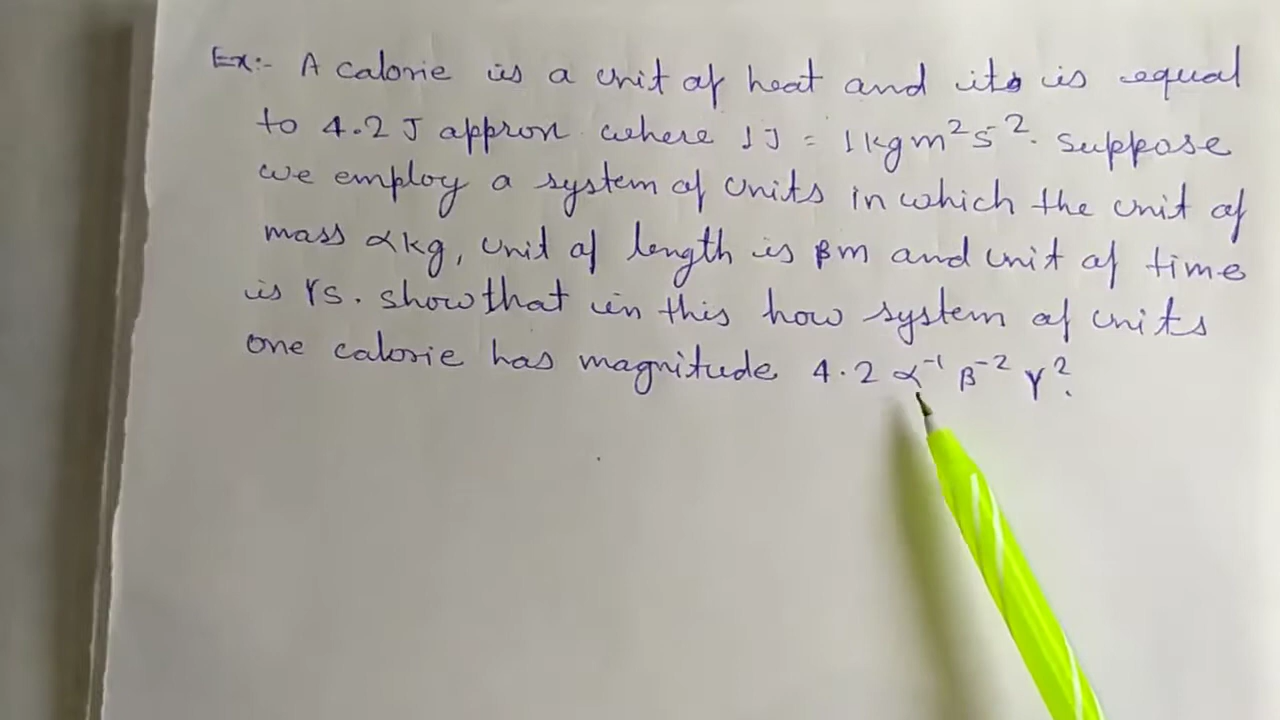 Ex:- A calorie is a unit of heat and its is equal
to 4.2 J approx where 1J = 1kgm²s². Suppose
we employ a system of units in which the unit of
mass αkg, unit of length is βm and unit of time
is γs. show that in this how system of units
one calorie has magnitude 4.2 α⁻¹ β⁻² γ².